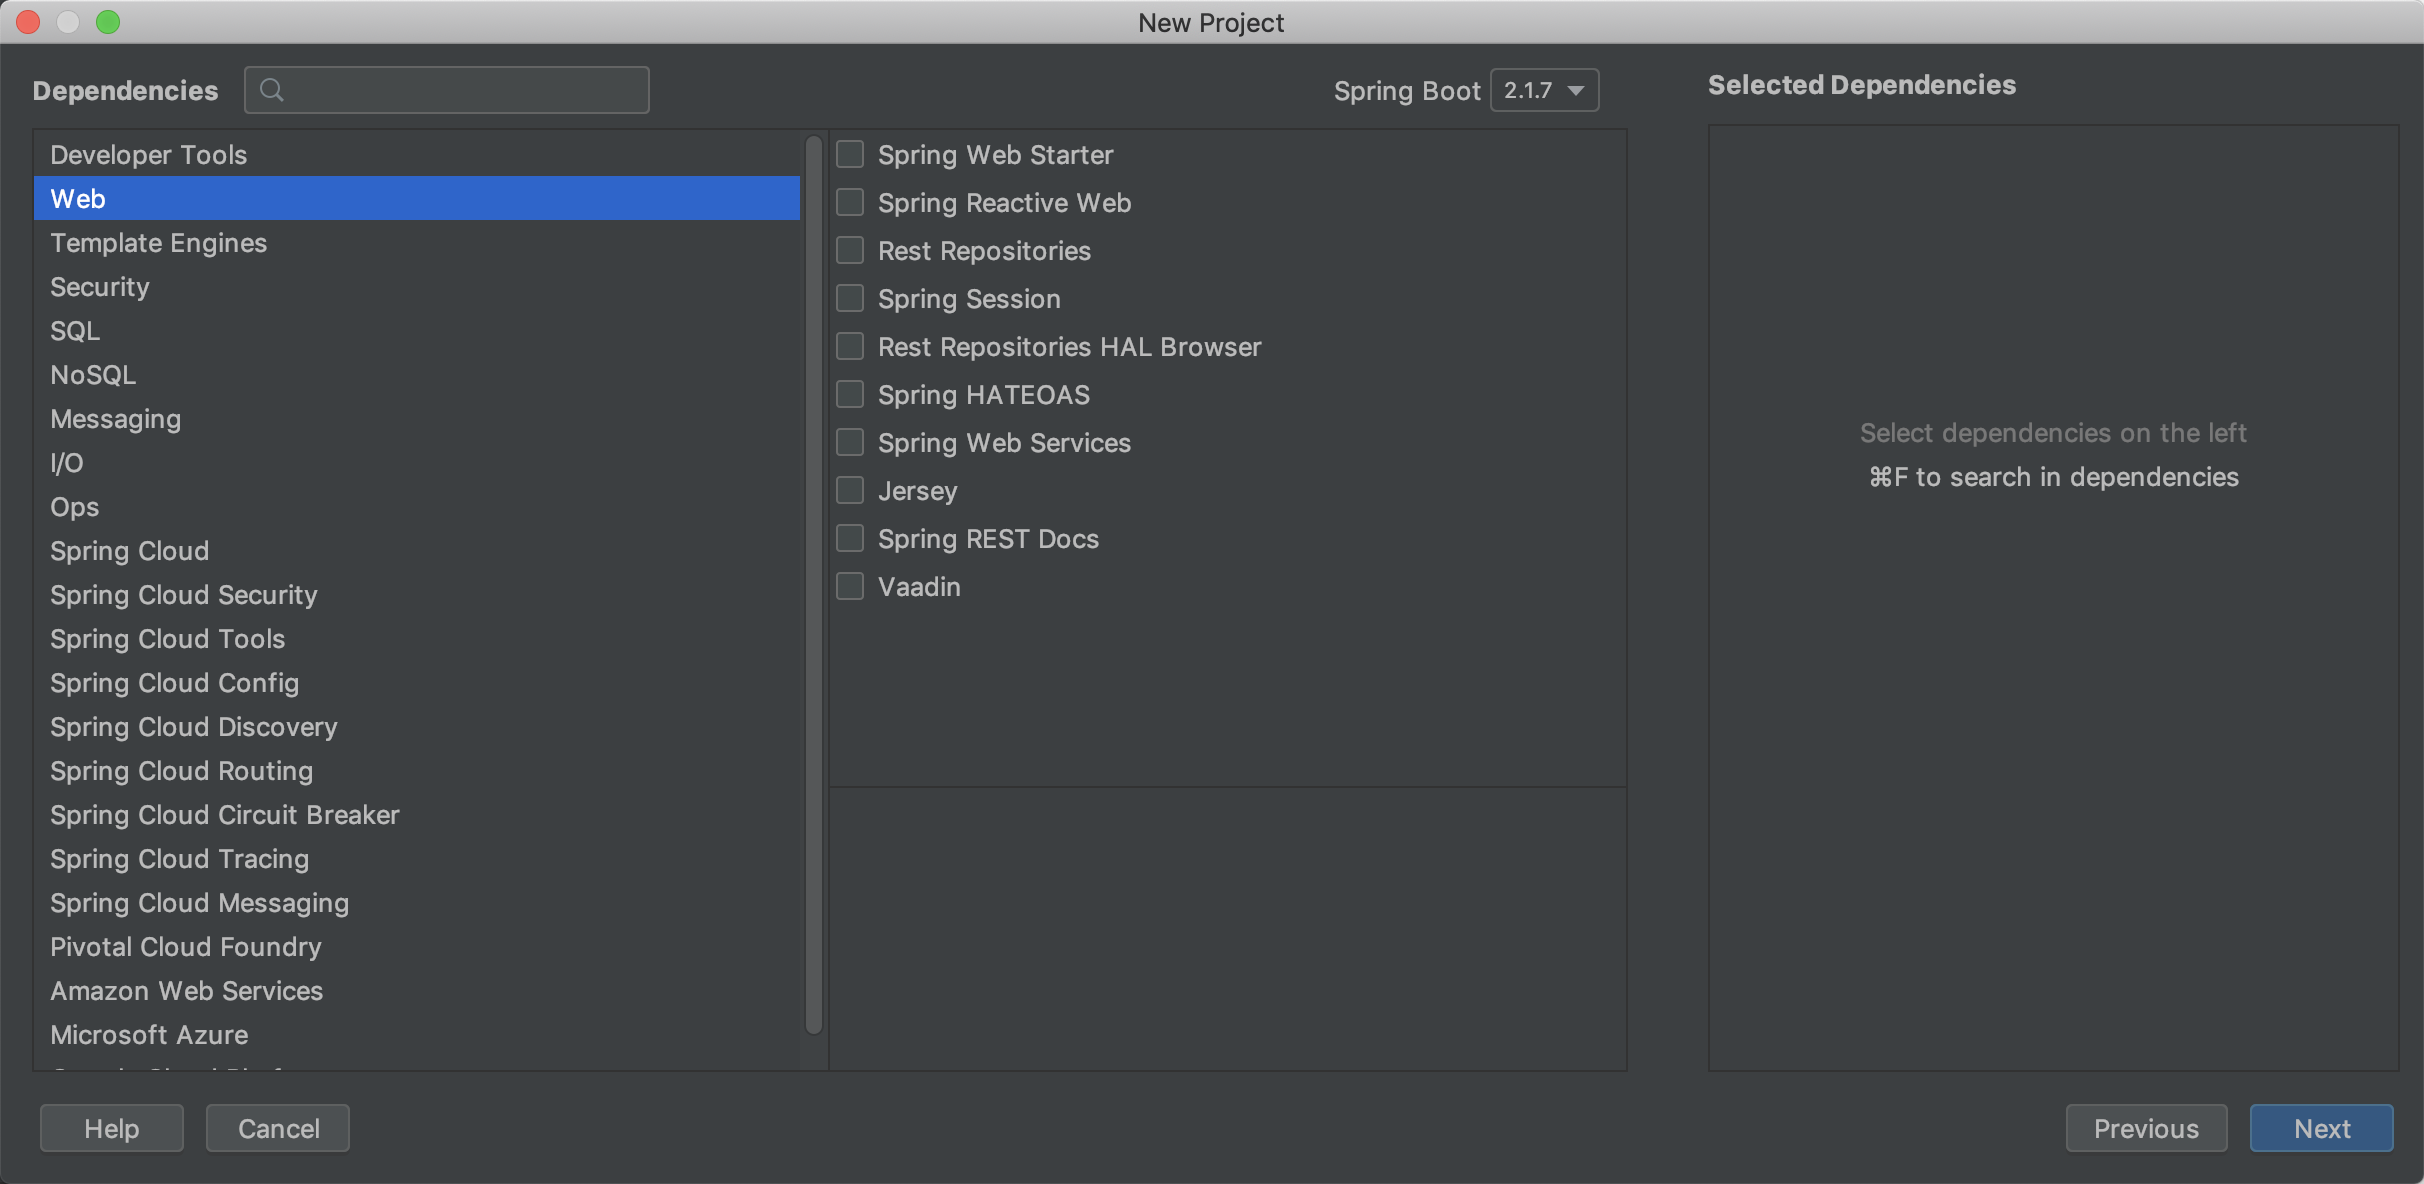 New Project
Dependencies
Spring Boot 2.1.7
Selected Dependencies
Developer Tools
Web
Template Engines
Security
SQL
NoSQL
Messaging
I/O
Ops
Spring Cloud
Spring Cloud Security
Spring Cloud Tools
Spring Cloud Config
Spring Cloud Discovery
Spring Cloud Routing
Spring Cloud Circuit Breaker
Spring Cloud Tracing
Spring Cloud Messaging
Pivotal Cloud Foundry
Amazon Web Services
Microsoft Azure
Spring Web Starter
Spring Reactive Web
Rest Repositories
Spring Session
Rest Repositories HAL Browser
Spring HATEOAS
Spring Web Services
Jersey
Spring REST Docs
Vaadin
Select dependencies on the left
⌘F to search in dependencies
Help
Cancel
Previous
Next